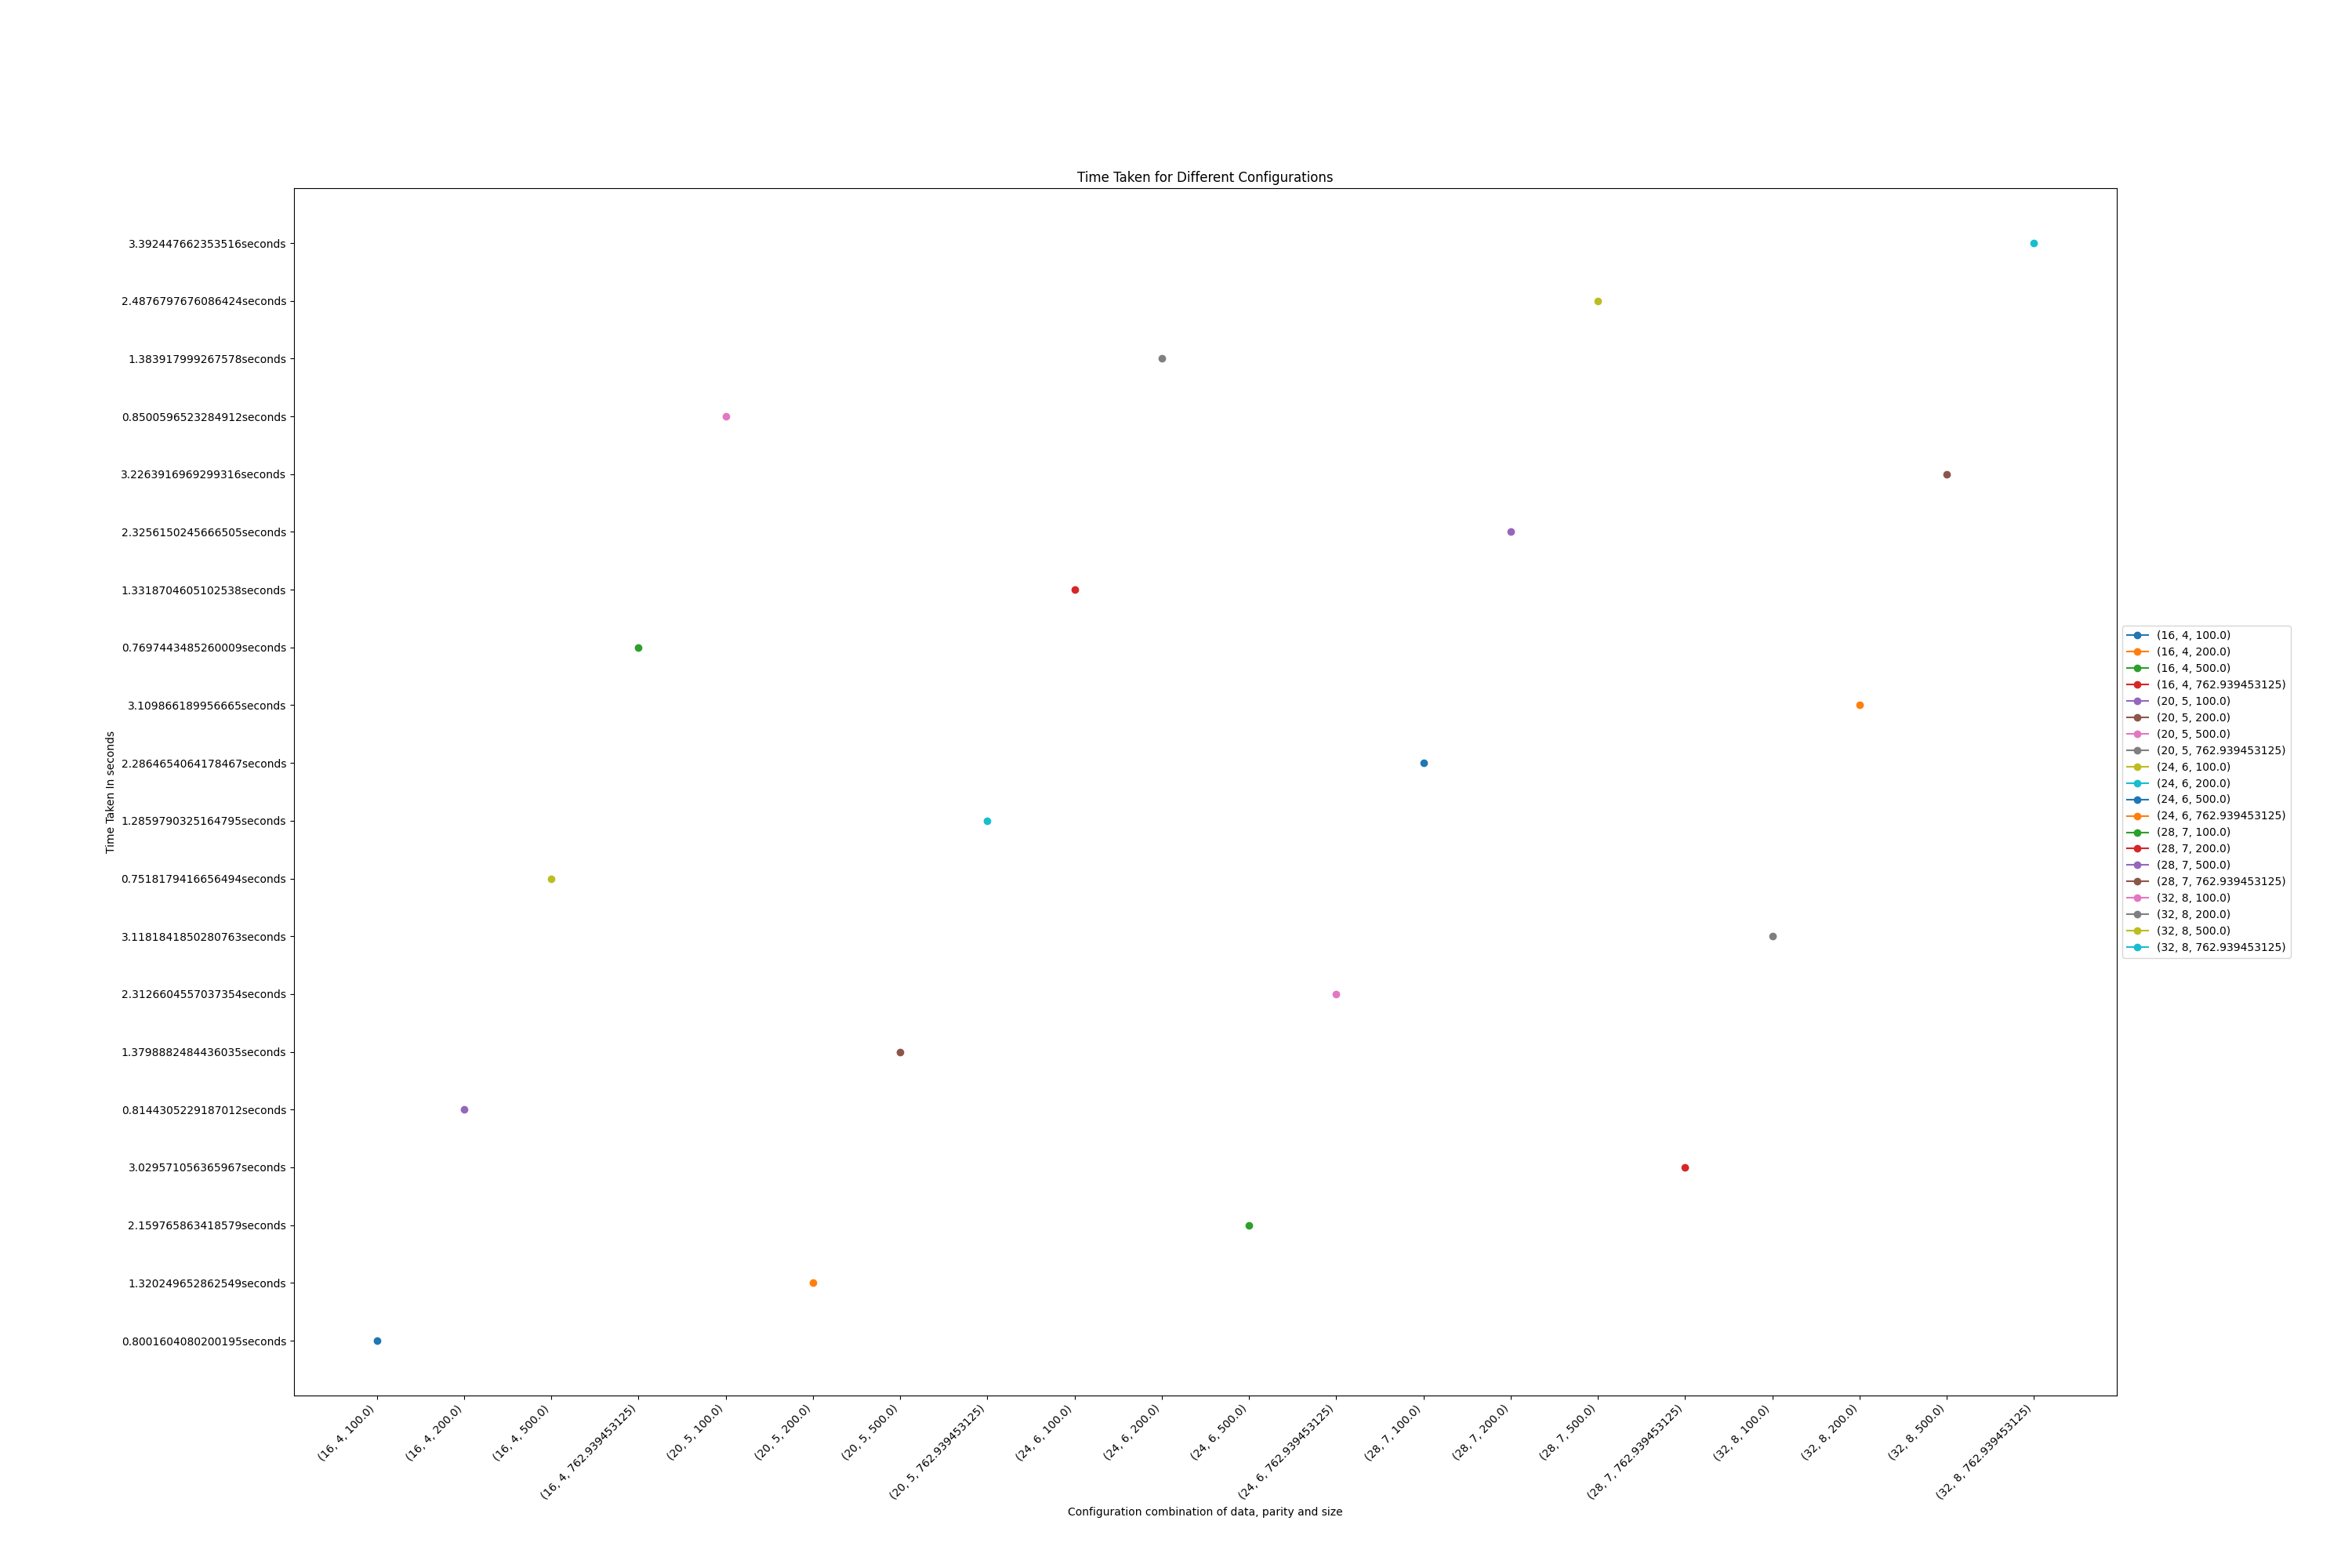 Time Taken for Different Configurations
3.392447662353516seconds
2.4876797676086424seconds
1.383917999267578seconds
0.8500596523284912seconds
3.2263916969299316seconds
2.3256150245666505seconds
1.3318704605102538seconds
0.7697443485260009seconds
3.109866189956665seconds
2.2864654064178467seconds
1.2859790325164795seconds
0.7518179416656494seconds
3.1181841850280763seconds
2.3126604557037354seconds
1.3798882484436035seconds
0.8144305229187012seconds
3.029571056365967seconds
2.159765863418579seconds
1.320249652862549seconds
0.8001604080200195seconds
Time Taken In seconds
(16, 4, 100.0)
(16, 4, 200.0)
(16, 4, 500.0)
(16, 4, 762.939453125)
(20, 5, 100.0)
(20, 5, 200.0)
(20, 5, 500.0)
(20, 5, 762.939453125)
(24, 6, 100.0)
(24, 6, 200.0)
(24, 6, 500.0)
(24, 6, 762.939453125)
(28, 7, 100.0)
(28, 7, 200.0)
(28, 7, 500.0)
(28, 7, 762.939453125)
(32, 8, 100.0)
(32, 8, 200.0)
(32, 8, 500.0)
(32, 8, 762.939453125)
Configuration combination of data, parity and size
(16, 4, 100.0)
(16, 4, 200.0)
(16, 4, 500.0)
(16, 4, 762.939453125)
(20, 5, 100.0)
(20, 5, 200.0)
(20, 5, 500.0)
(20, 5, 762.939453125)
(24, 6, 100.0)
(24, 6, 200.0)
(24, 6, 500.0)
(24, 6, 762.939453125)
(28, 7, 100.0)
(28, 7, 200.0)
(28, 7, 500.0)
(28, 7, 762.939453125)
(32, 8, 100.0)
(32, 8, 200.0)
(32, 8, 500.0)
(32, 8, 762.939453125)